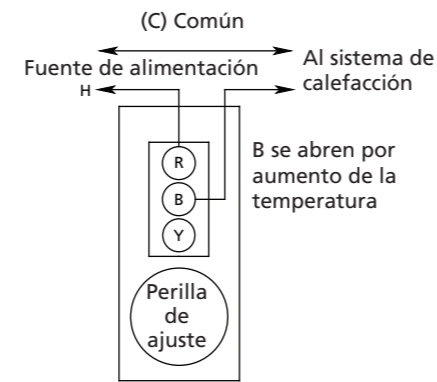 (C) Común
Fuente de alimentación
Al sistema de
calefacción
H
R
B
Y
B se abren por
aumento de la
temperatura
Perilla
de
ajuste